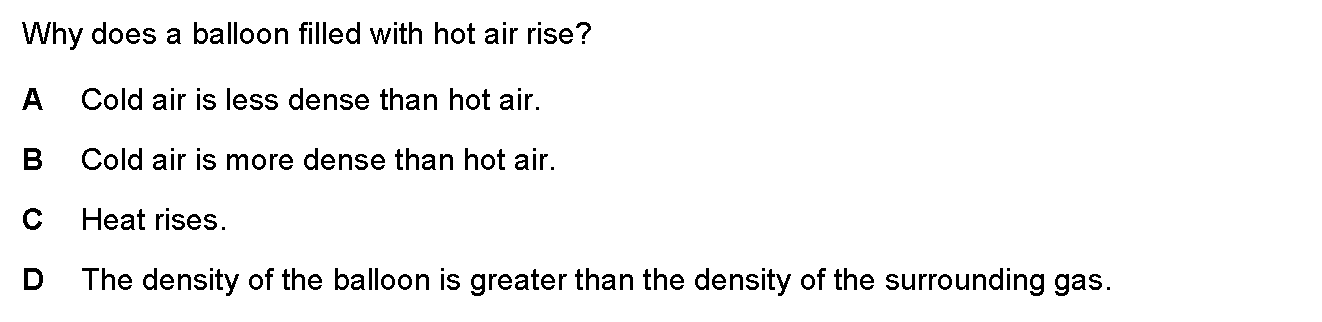 Why does a balloon filled with hot air rise?
A Cold air is less dense than hot air.
B Cold air is more dense than hot air.
C Heat rises.
D The density of the balloon is greater than the density of the surrounding gas.